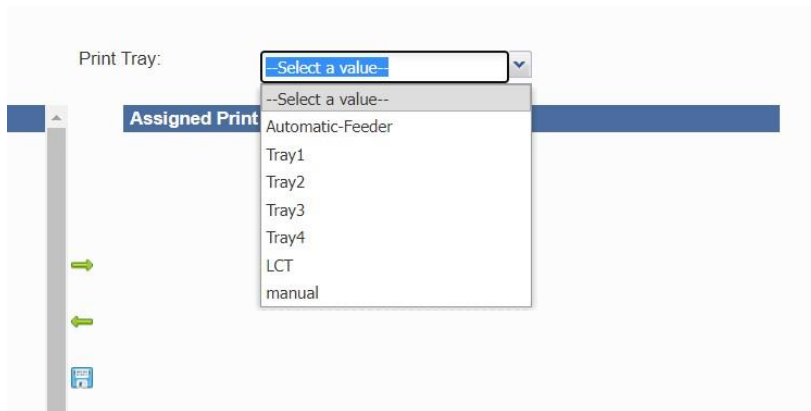 Print Tray:
--Select a value--
--Select a value--
Assigned Print
Automatic-Feeder
Tray1
Tray2
Tray3
Tray4
LCT
manual